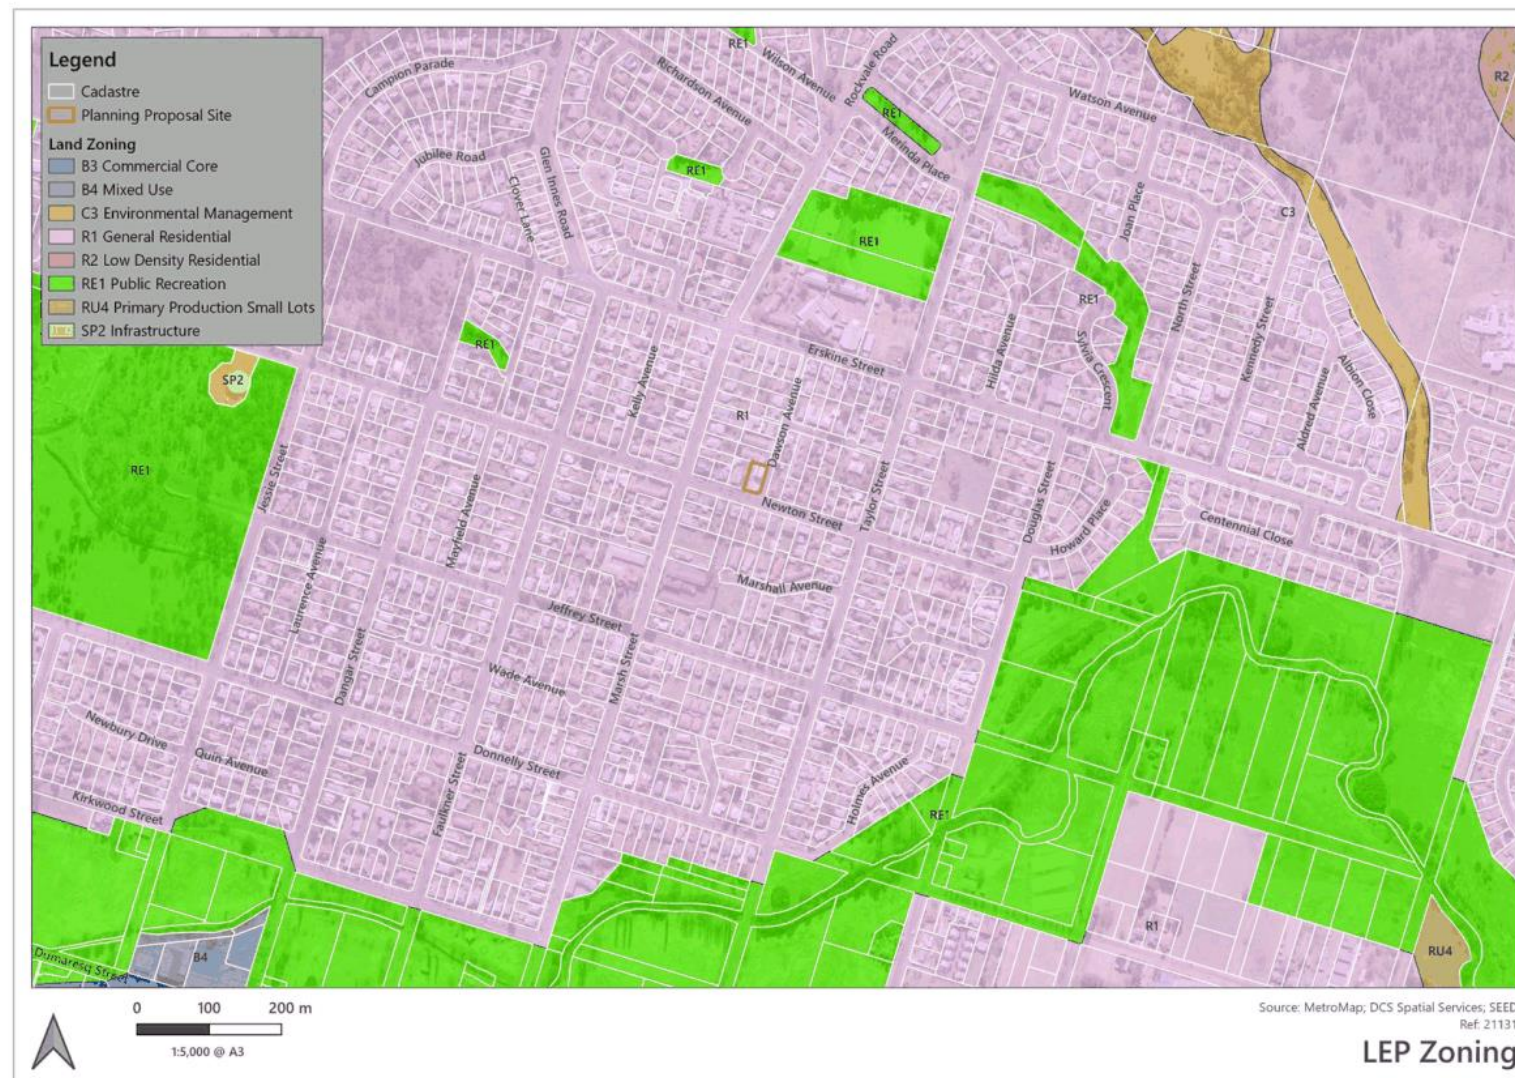 Legend
Cadastre
Planning Proposal Site
Land Zoning
B3 Commercial Core
B4 Mixed Use
C3 Environmental Management
R1 General Residential
R2 Low Density Residential
RE1 Public Recreation
RU4 Primary Production Small Lots
SP2 Infrastructure
RE1
Wilson Avenue
Rockvale Road
Richardson Avenue
Campion Parade
Watson Avenue
R2
RE1
Merinda Place
Jubilee Road
Glen Innes Road
Clover Lane
RE1
Joan Place
C3
RE1
RE1
North Street
Kennedy Street
RE1
Erskine Street
Hilda Avenue
Sylvia Crescent
Albion Close
Aldred Avenue
Kelly Avenue
SP2
R1
Dawson Avenue
RE1
Jessie Street
Mayfield Avenue
Newton Street
Taylor Street
Douglas Street
Howard Place
Centennial Close
Laurence Avenue
Marshall Avenue
Jeffrey Street
Dangar Street
Wade Avenue
Marsh Street
Newbury Drive
Quin Avenue
Donnelly Street
Faulkner Street
Holmes Avenue
Kirkwood Street
RE1
R1
RU4
B4
Dumaresq Street
0 100 200 m
1:5,000 @ A3
Source: MetroMap; DCS Spatial Services; SEED
Ref: 21131
LEP Zoning